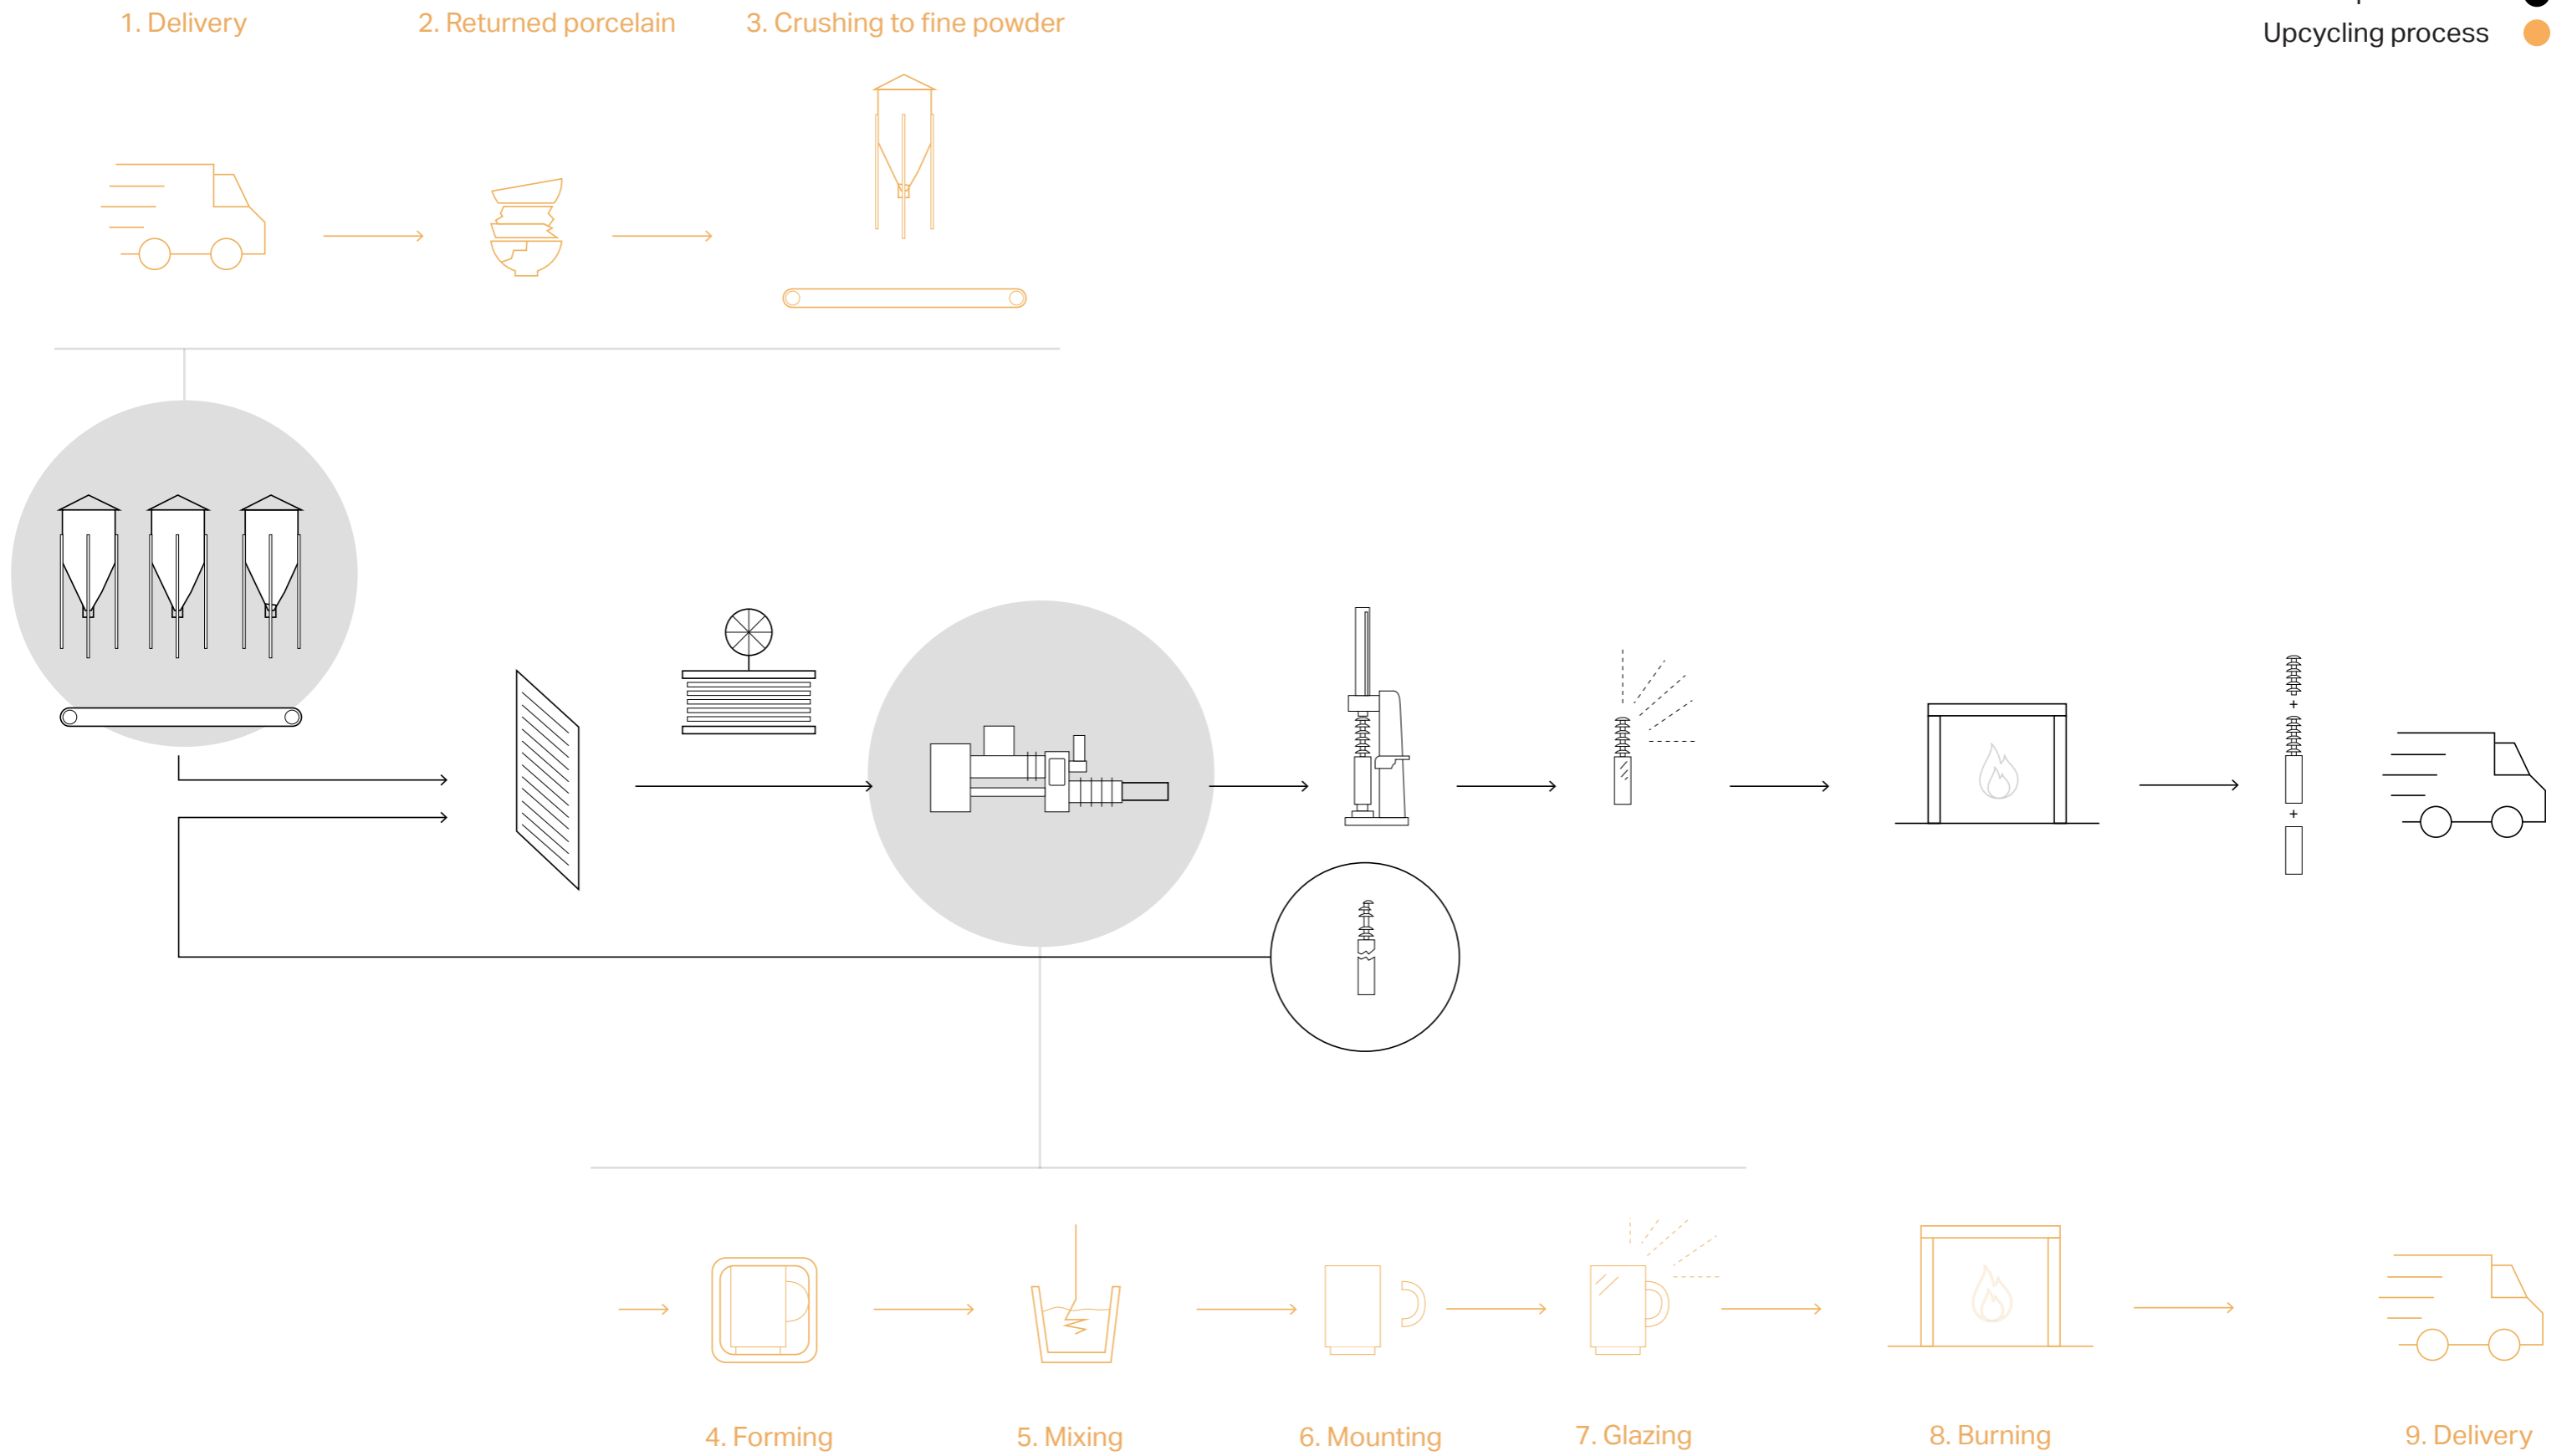 1. Delivery
2. Returned porcelain
3. Crushing to fine powder
Upcycling process
+
+
4. Forming
5. Mixing
6. Mounting
7. Glazing
8. Burning
9. Delivery